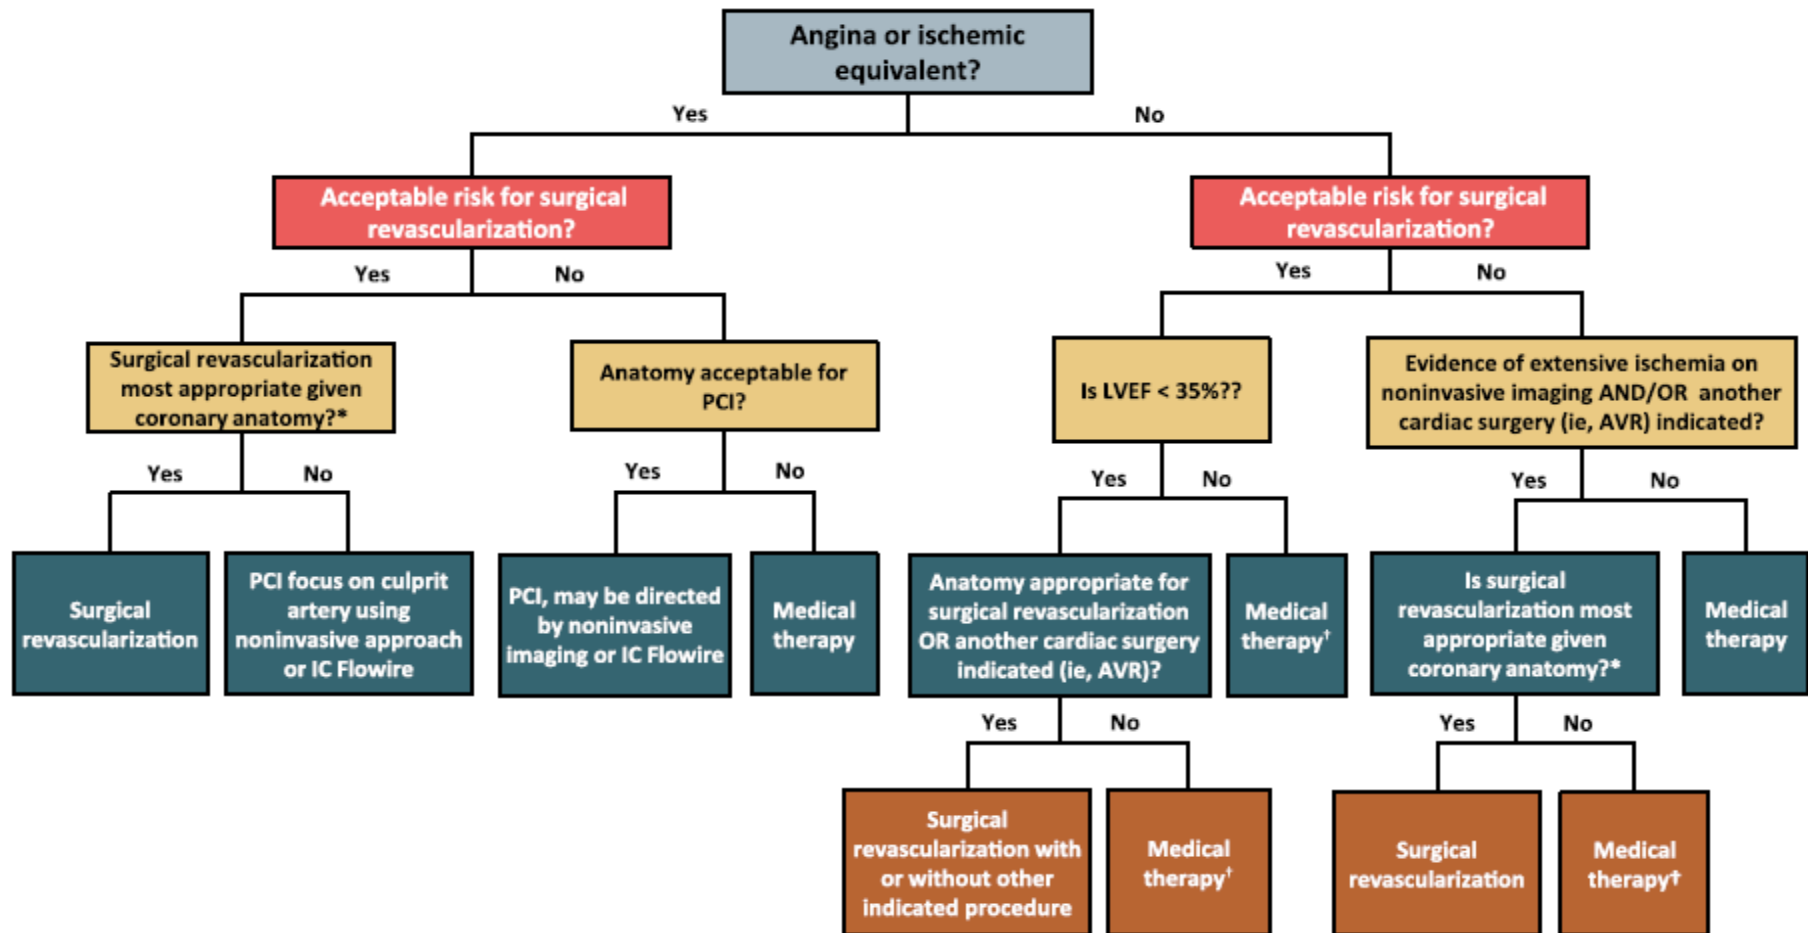 Angina or ischemic
equivalent?
Yes
No
Acceptable risk for surgical
revascularization?
Acceptable risk for surgical
revascularization?
Yes
No
Yes
No
Surgical revascularization
most appropriate given
coronary anatomy?*
Anatomy acceptable for
PCI?
Is LVEF < 35%??
Evidence of extensive ischemia on
noninvasive imaging AND/OR another
cardiac surgery (ie, AVR) indicated?
Yes
No
Yes
No
Yes
No
Yes
No
Surgical
revascularization
PCI focus on culprit
artery using
noninvasive approach
or IC Flowire
PCI, may be directed
by noninvasive
imaging or IC Flowire
Medical
therapy
Anatomy appropriate for
surgical revascularization
OR another cardiac surgery
indicated (ie, AVR)?
Medical
therapy†
Is surgical
revascularization most
appropriate given
coronary anatomy?*
Medical
therapy
Yes
No
Yes
No
Surgical
revascularization with
or without other
indicated procedure
Medical
therapy†
Surgical
revascularization
Medical
therapy†